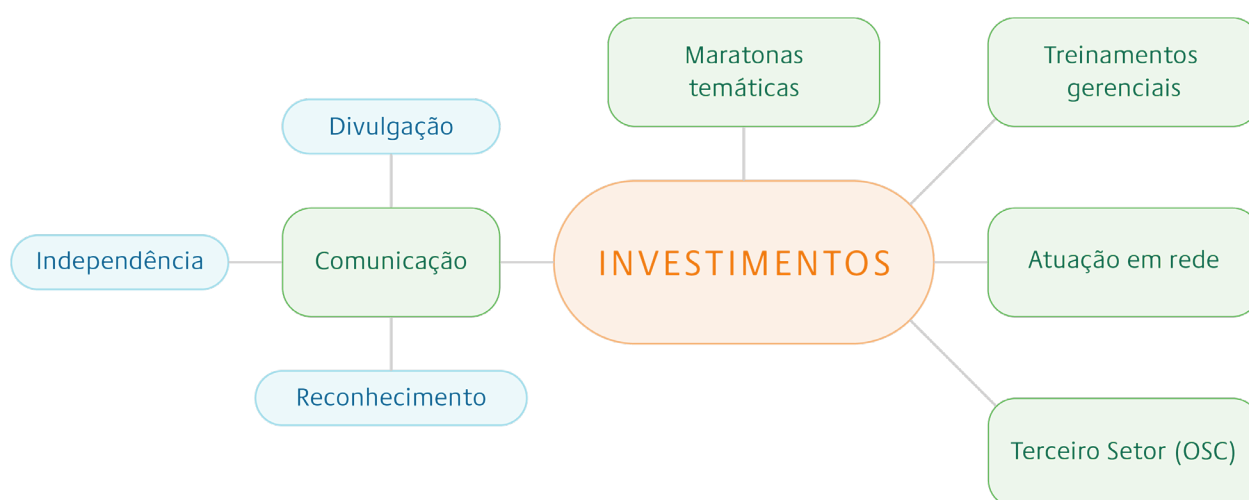 Maratonas
temáticas
Treinamentos
gerenciais
Divulgação
Independência
Comunicação
INVESTIMENTOS
Atuação em rede
Reconhecimento
Terceiro Setor (OSC)